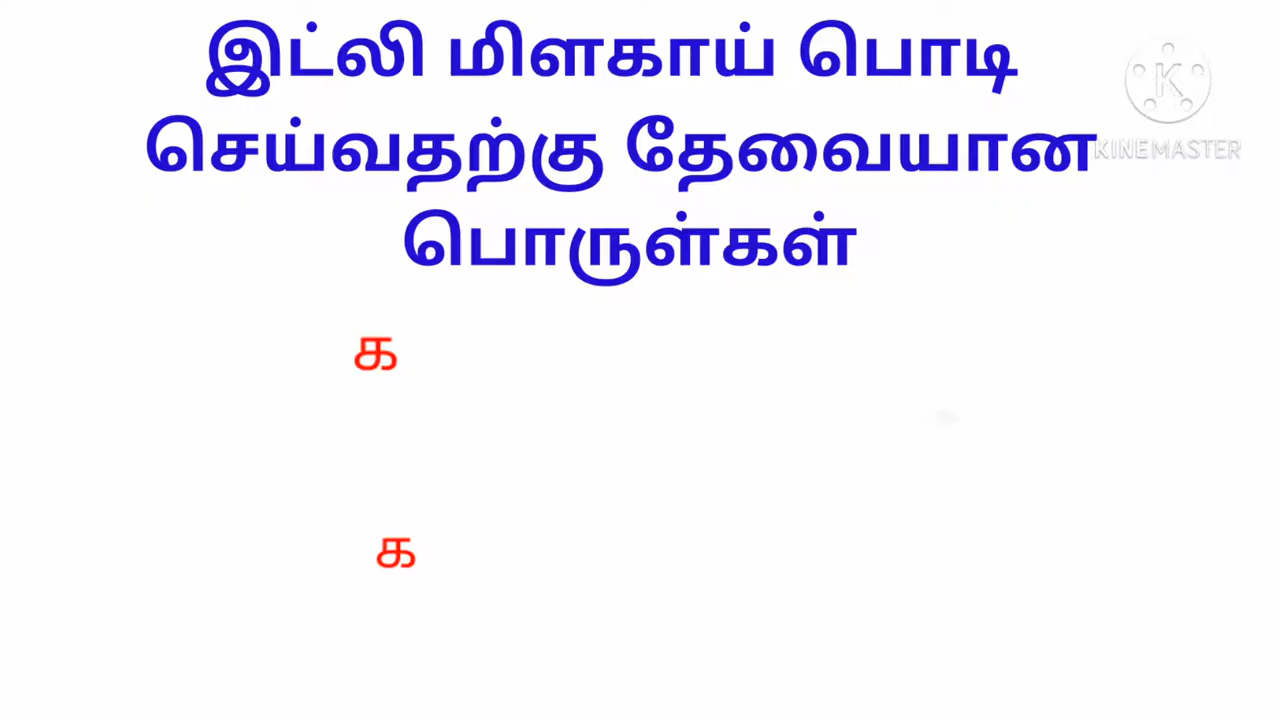 இட்லி மிளகாய் பொடி
செய்வதற்கு தேவையான
பொருள்கள்
க
க
KINEMASTER